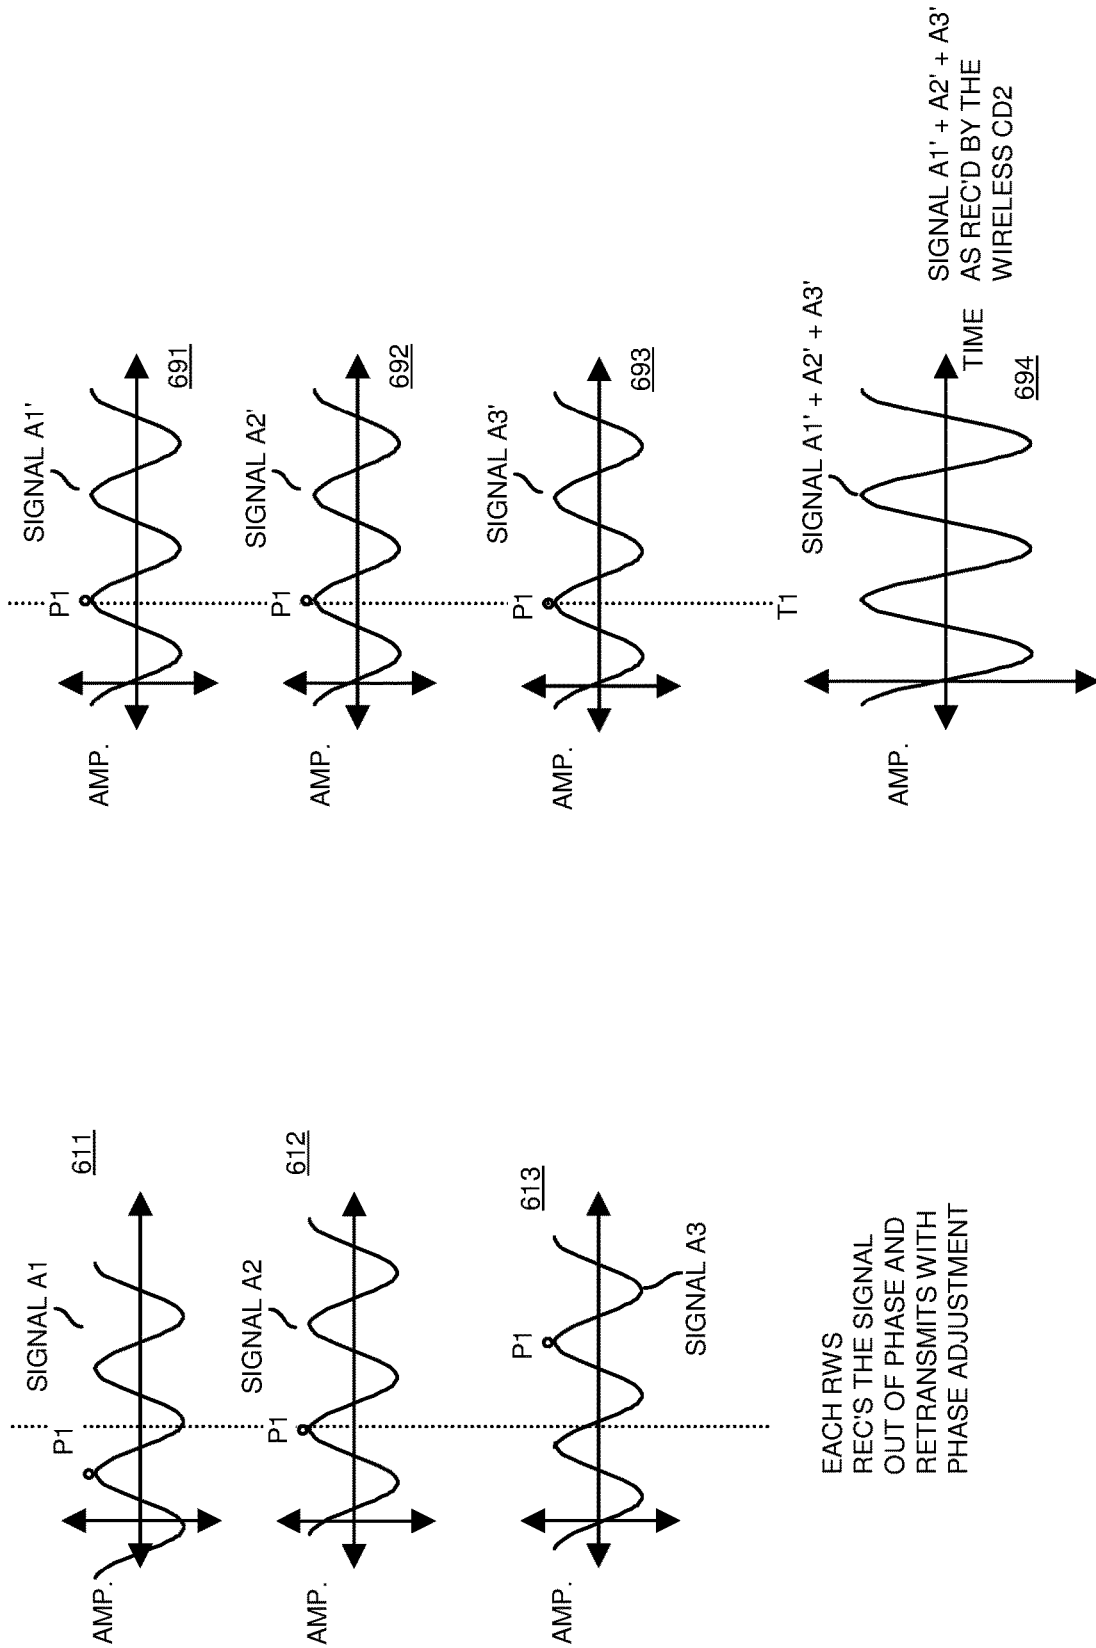 611
SIGNAL A1
P1
AMP.
612
SIGNAL A2
P1
AMP.
613
P1
SIGNAL A3
AMP.
EACH RWS
REC'S THE SIGNAL
OUT OF PHASE AND
RETRANSMITS WITH
PHASE ADJUSTMENT
SIGNAL A1'
P1
691
AMP.
SIGNAL A2'
P1
692
AMP.
SIGNAL A3'
P1
693
AMP.
T1
SIGNAL A1' + A2' + A3'
AMP.
TIME
694
SIGNAL A1' + A2' + A3'
AS REC'D BY THE
WIRELESS CD2